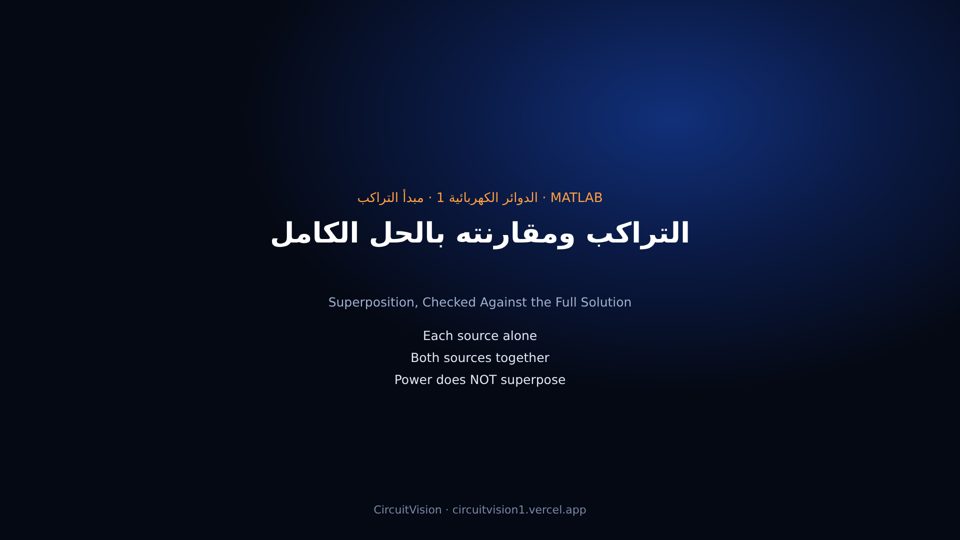 MATLAB · الدوائر الكهربائية 1 · مبدأ التراكب
التراكب ومقارنته بالحل الكامل
Superposition, Checked Against the Full Solution
Each source alone
Both sources together
Power does NOT superpose
CircuitVision · circuitvision1.vercel.app